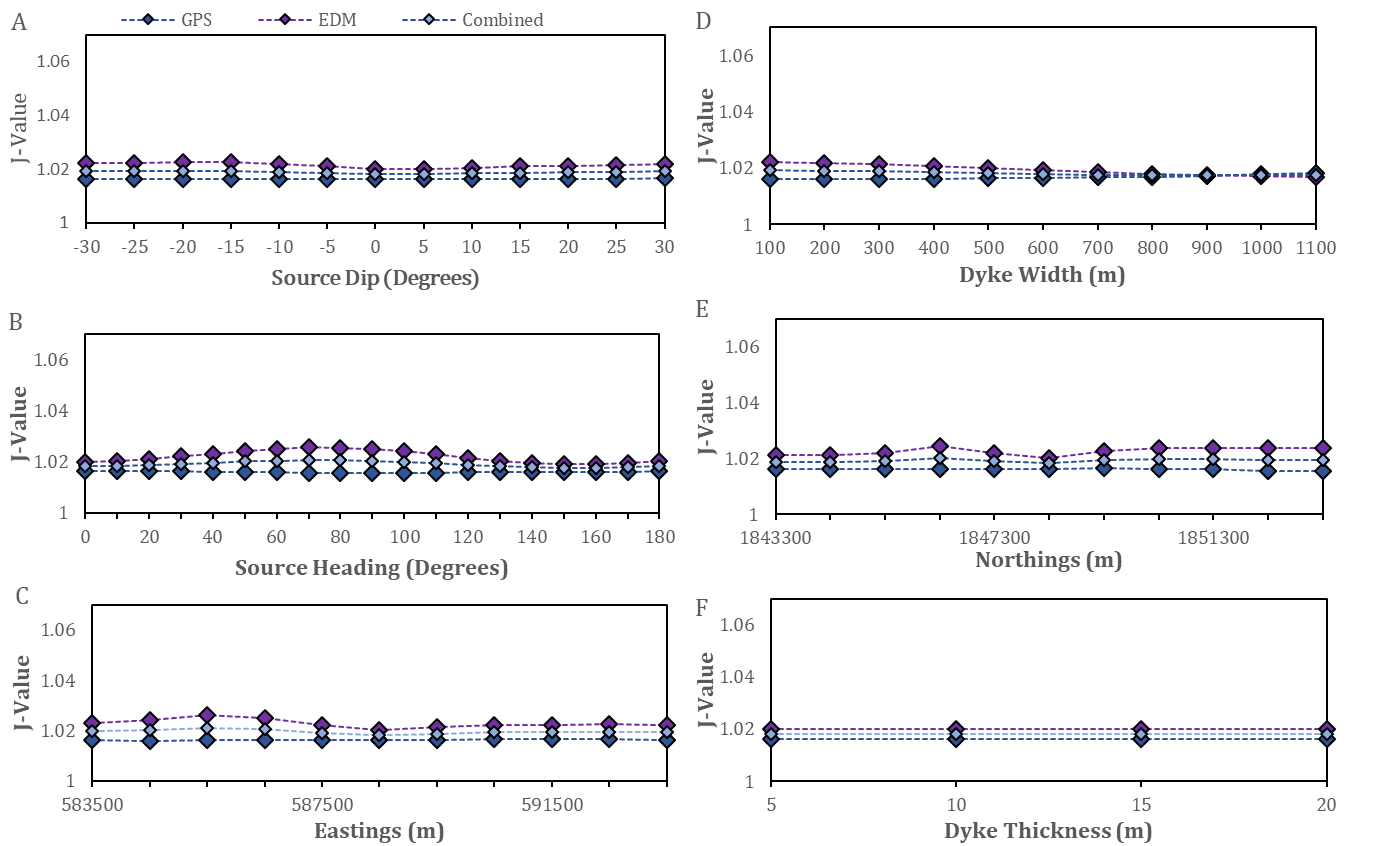 A
GPS
EDM
Combined
J-Value
1.06
1.04
1.02
1
-30 -25 -20 -15 -10 -5 0 5 10 15 20 25 30
Source Dip (Degrees)
B
J-Value
1.06
1.04
1.02
1
0 20 40 60 80 100 120 140 160 180
Source Heading (Degrees)
C
J-Value
1.06
1.04
1.02
1
583500 587500 591500
Eastings (m)
D
J-Value
1.06
1.04
1.02
1
100 200 300 400 500 600 700 800 900 1000 1100
Dyke Width (m)
E
J-Value
1.06
1.04
1.02
1
1843300 1847300 1851300
Northings (m)
F
J-Value
1.06
1.04
1.02
1
5 10 15 20
Dyke Thickness (m)